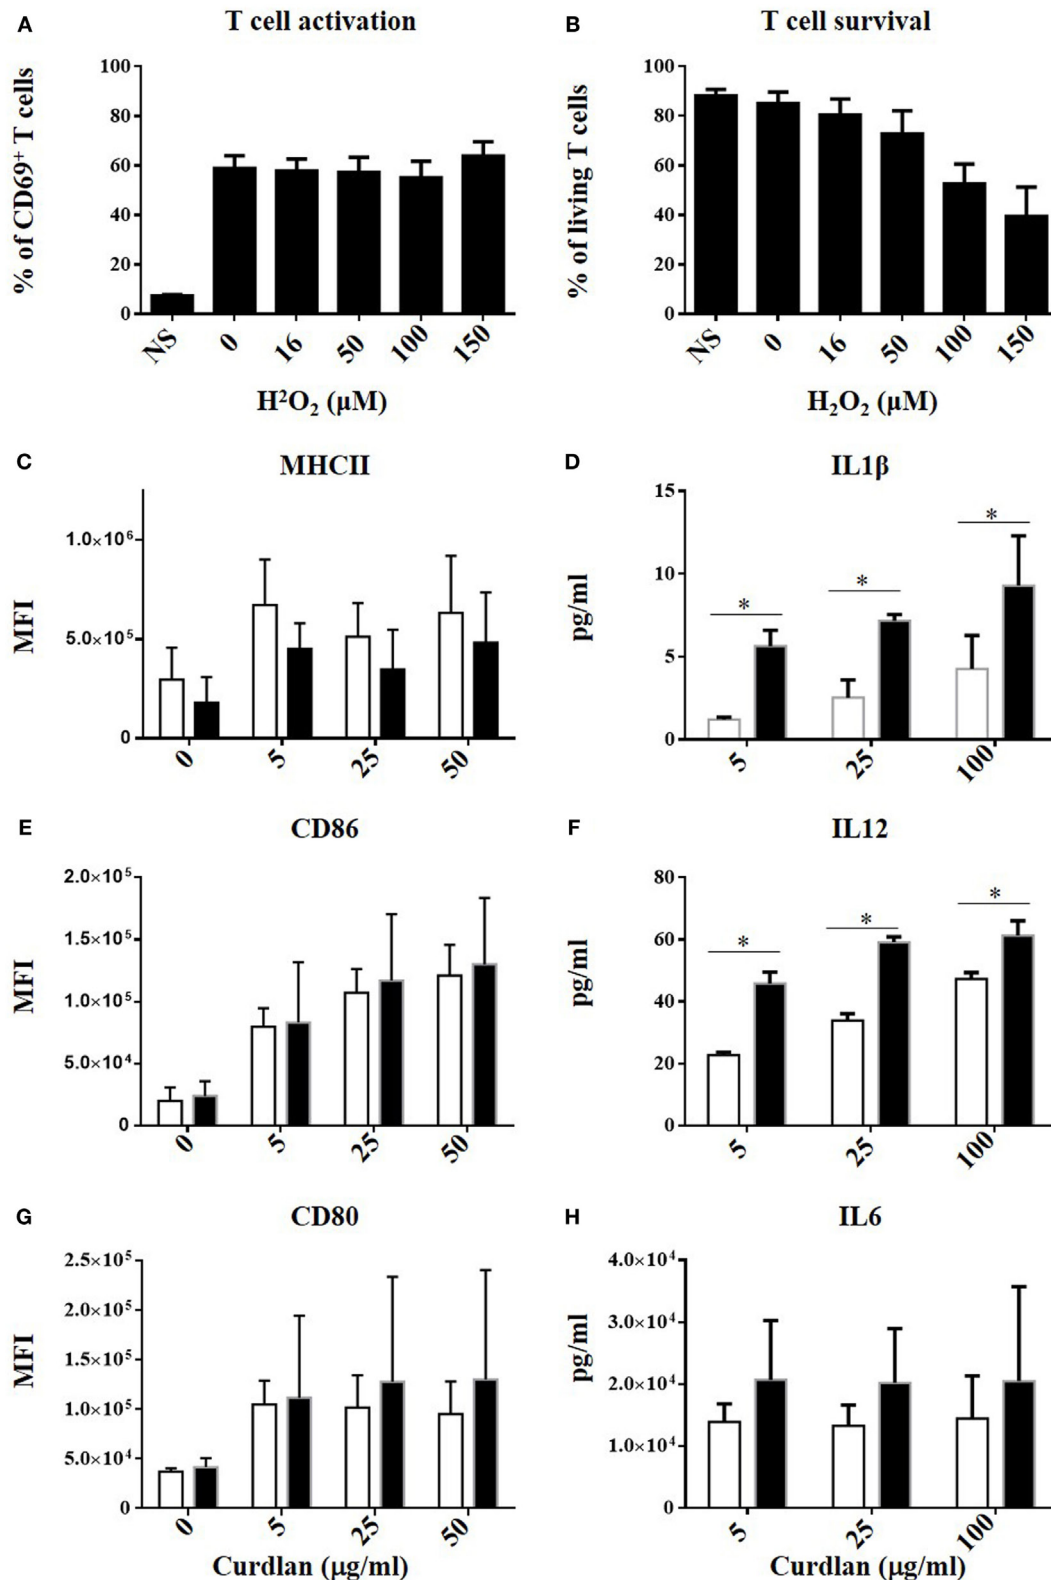 A
T cell activation
% of CD69⁺ T cells
100
80
60
40
20
0
NS 0 16 50 100 150
H²O₂ (µM)
B
T cell survival
% of living T cells
100
80
60
40
20
0
NS 0 16 50 100 150
H₂O₂ (µM)
C
MHCII
MFI
1.0×10⁶
5.0×10⁵
0
0 5 25 50
D
IL1β
pg/ml
15
10
5
0
* * *
5 25 100
E
CD86
MFI
2.0×10⁵
1.5×10⁵
1.0×10⁵
5.0×10⁴
0
0 5 25 50
F
IL12
pg/ml
80
60
40
20
0
* * *
5 25 100
G
CD80
MFI
2.5×10⁵
2.0×10⁵
1.5×10⁵
1.0×10⁵
5.0×10⁴
0
0 5 25 50
Curdlan (µg/ml)
H
IL6
pg/ml
4.0×10⁴
3.0×10⁴
2.0×10⁴
1.0×10⁴
0
5 25 100
Curdlan (µg/ml)